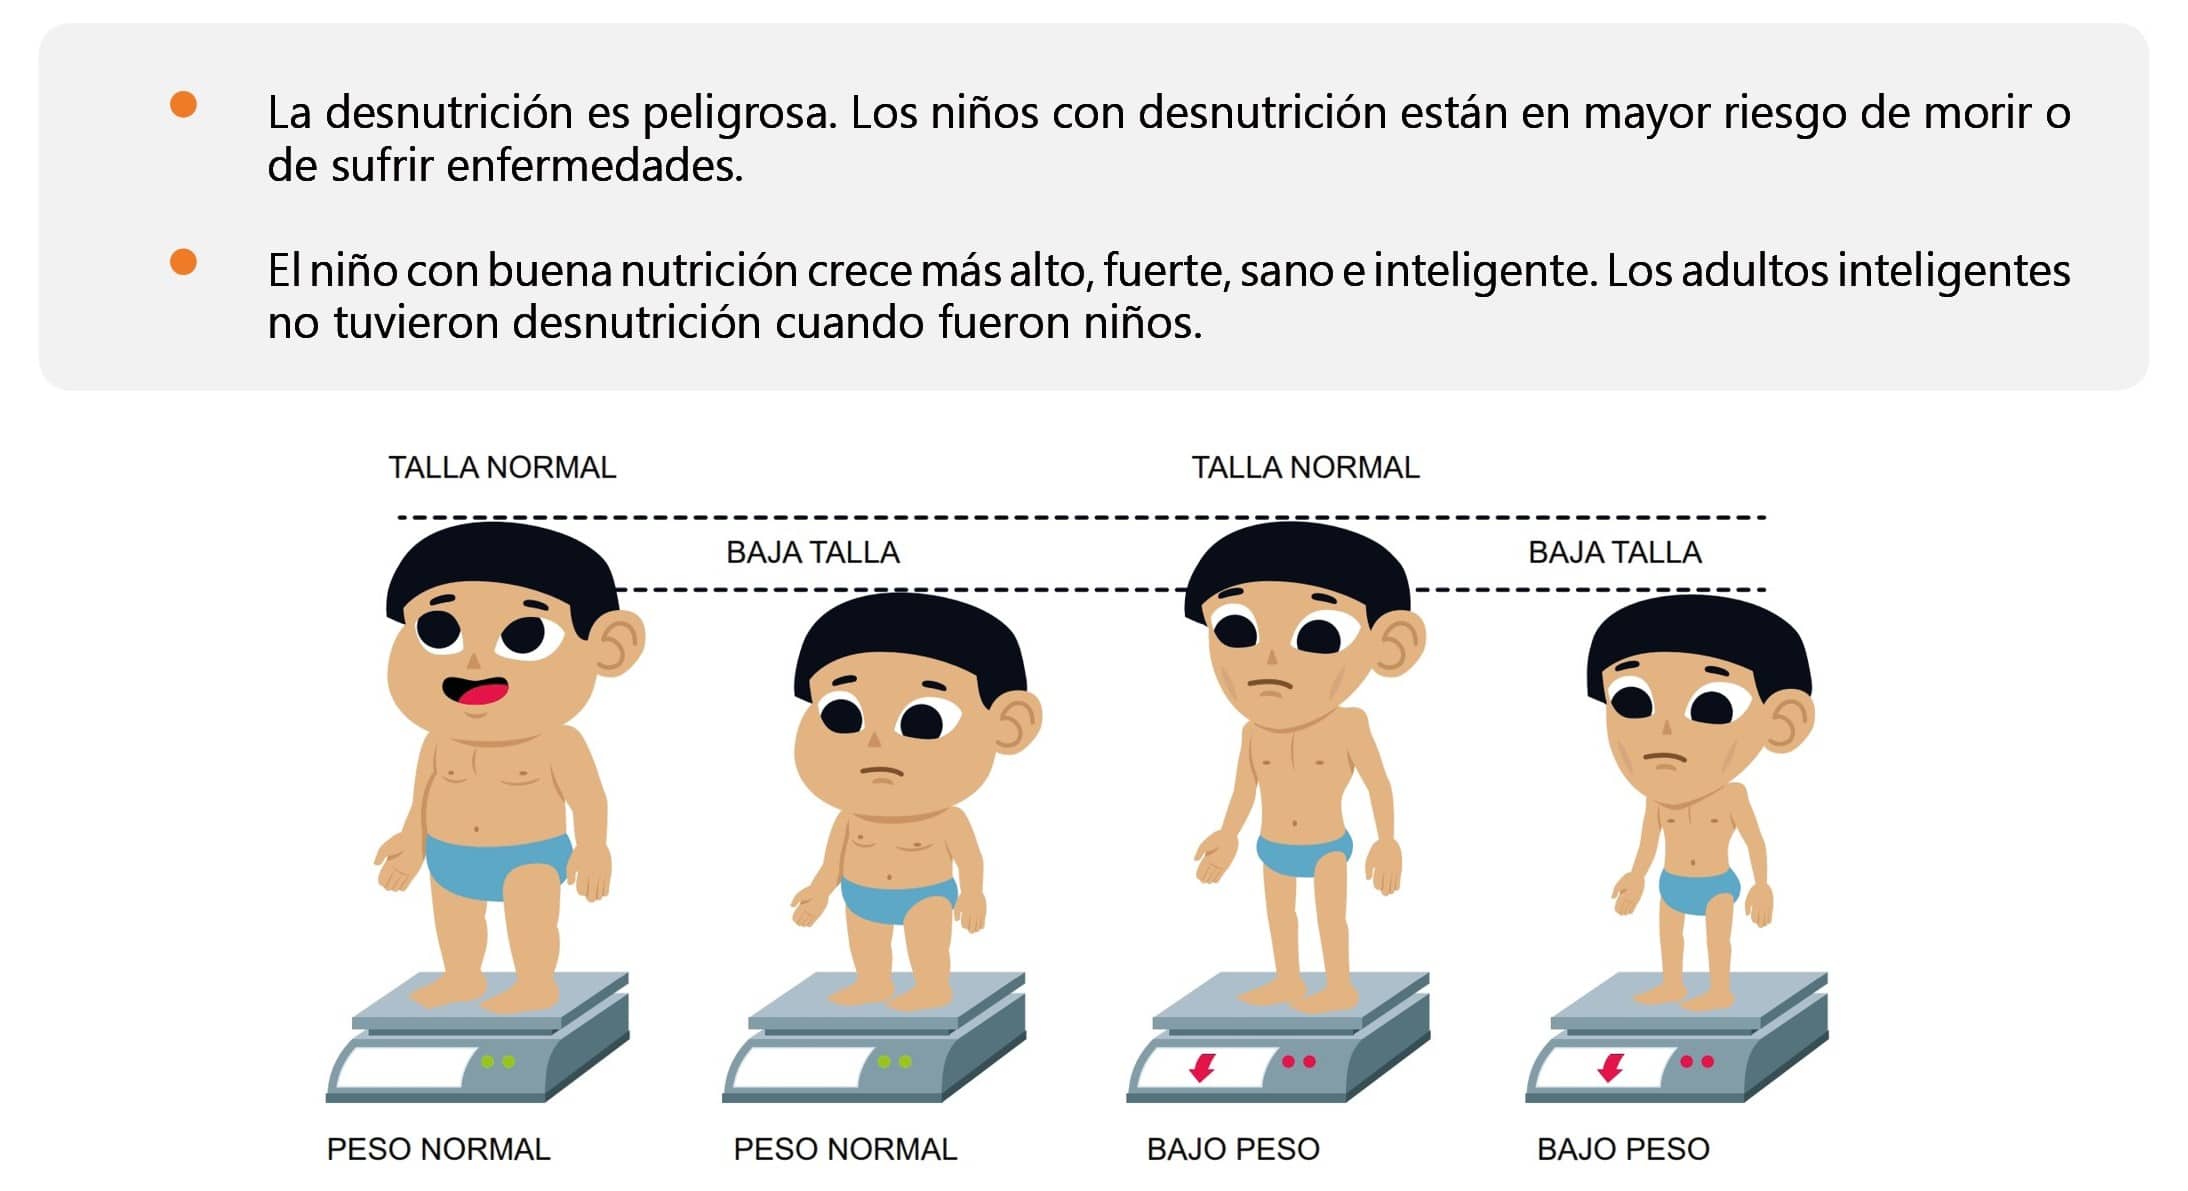 La desnutrición es peligrosa. Los niños con desnutrición están en mayor riesgo de morir o
de sufrir enfermedades.
El niño con buena nutrición crece más alto, fuerte, sano e inteligente. Los adultos inteligentes
no tuvieron desnutrición cuando fueron niños.
TALLA NORMAL
TALLA NORMAL
BAJA TALLA
BAJA TALLA
PESO NORMAL
PESO NORMAL
BAJO PESO
BAJO PESO